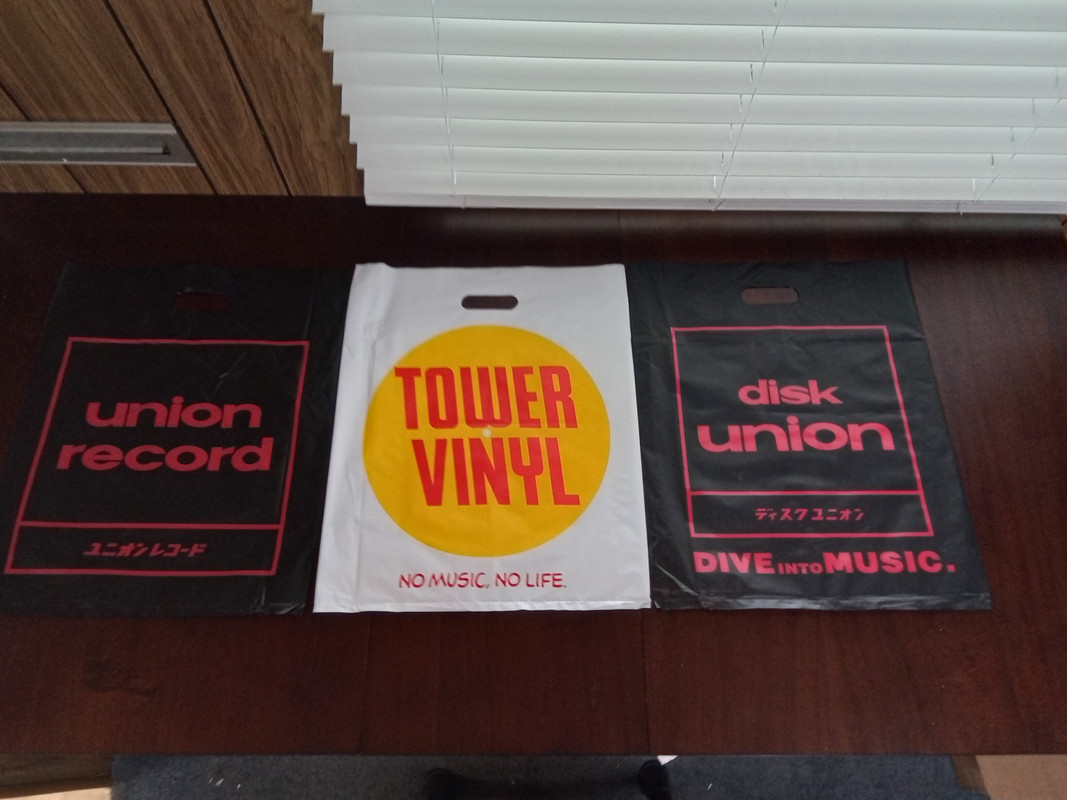 union
record
ユニオンレコード
TOWER
VINYL
NO MUSIC, NO LIFE.
disk
union
ディスクユニオン
DIVE INTO MUSIC.